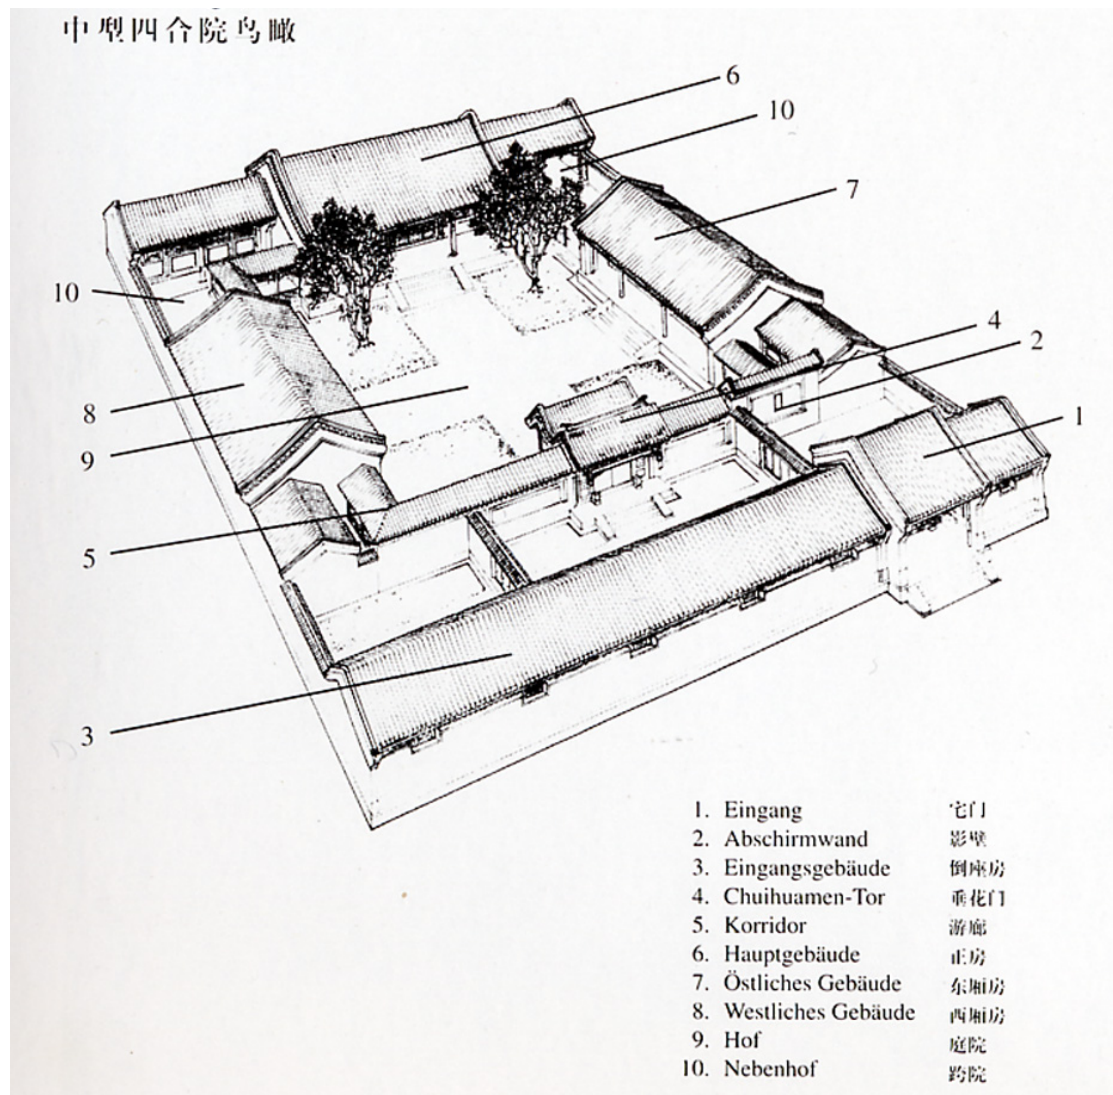 中型四合院鸟瞰
6
10
7
10
4
2
8
1
9
5
3
1. Eingang 宅门
2. Abschirmwand 影壁
3. Eingangsgebäude 倒座房
4. Chuihuamen-Tor 垂花门
5. Korridor 游廊
6. Hauptgebäude 正房
7. Östliches Gebäude 东厢房
8. Westliches Gebäude 西厢房
9. Hof 庭院
10. Nebenhof 跨院